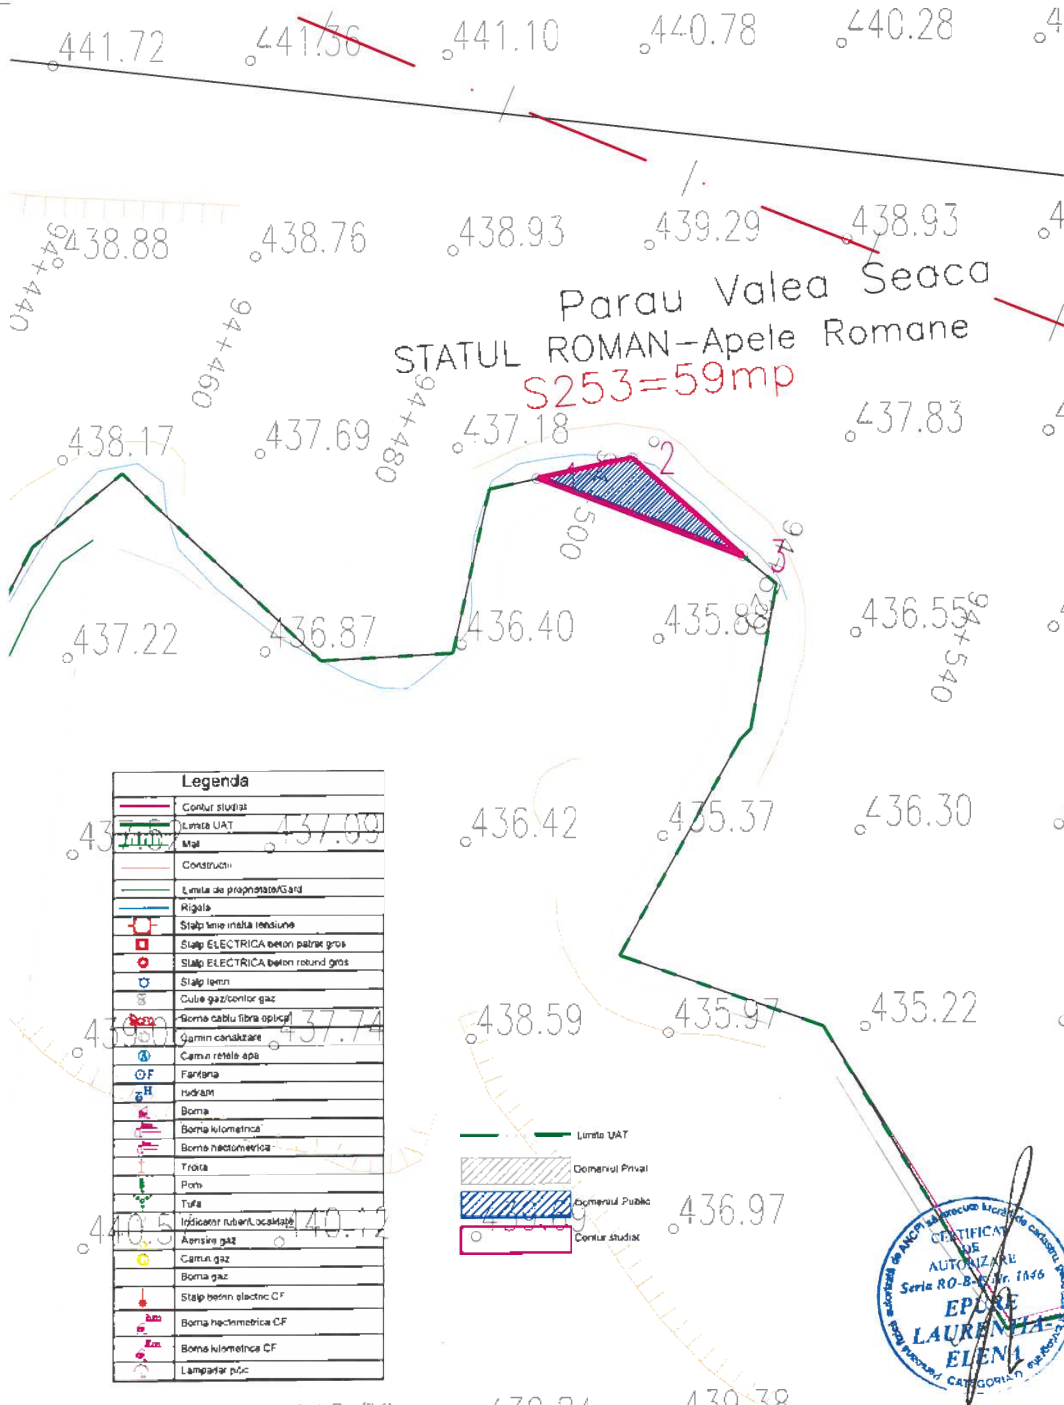 441.72
441.36
441.10
440.78
440.28
438.88
438.76
438.93
439.29
438.93
94+440
94+460
94+480
Parau Valea Seaca
STATUL ROMAN-Apele Romane
S253=59mp
438.17
437.69
437.18
437.83
1
2
3
500
437.22
436.87
436.40
436.55
94+540
436.42
435.37
436.30
437.09
438.59
435.97
435.22
437.74
436.97
440.12
439.38
Legenda
Contur studiat
Limita UAT
Mal
Constructii
Limita de proprietate/Gard
Rigola
Stalp linie inalta tensiune
Stalp ELECTRICA beton patrat gros
Stalp ELECTRICA beton rotund gros
Stalp lemn
Cutie gaz/contor gaz
Borna cablu fibra optica
Camin canalizare
Camin retele apa
F Fantana
H Hidrant
Borna
Borna kilometrica
Borna hectometrica
Troita
Pom
Tufa
Indicator rutier/Localitate
Aerisire gaz
Camin gaz
Borna gaz
Stalp beton electric CF
hm Borna hectometrica CF
Km Borna kilometrica CF
Lampadar
Limita UAT
Domeniul Privat
Domeniul Public
Contur studiat
CERTIFICAT
DE
AUTORIZARE
EPURE
LAURENTIA-
ELENA
CATEGORIA D